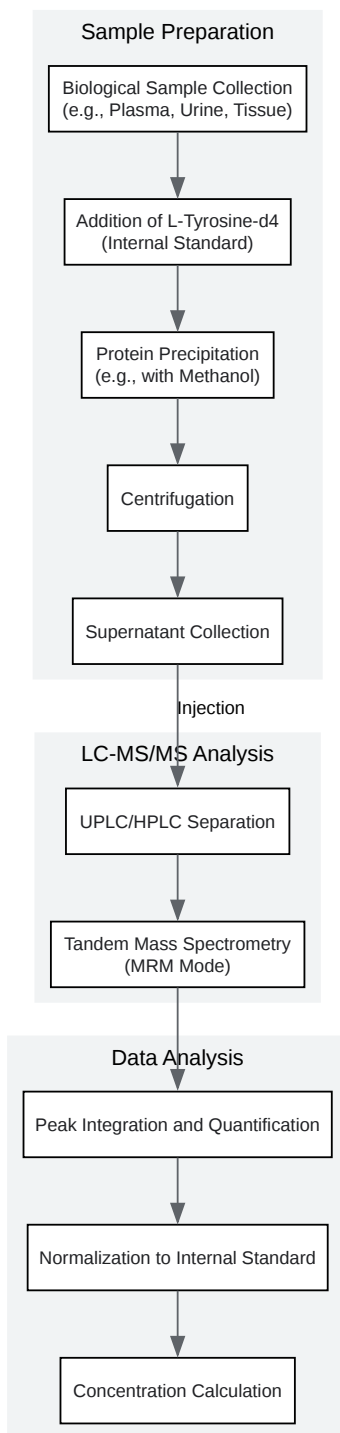 Sample Preparation
Biological Sample Collection
(e.g., Plasma, Urine, Tissue)
Addition of L-Tyrosine-d4
(Internal Standard)
Protein Precipitation
(e.g., with Methanol)
Centrifugation
Supernatant Collection
Injection
LC-MS/MS Analysis
UPLC/HPLC Separation
Tandem Mass Spectrometry
(MRM Mode)
Data Analysis
Peak Integration and Quantification
Normalization to Internal Standard
Concentration Calculation